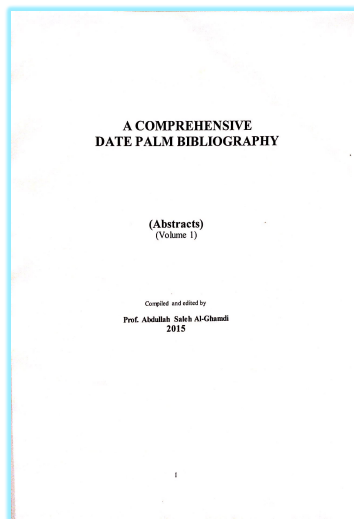 A COMPREHENSIVE
DATE PALM BIBLIOGRAPHY
(Abstracts)
(Volume 1)
Compiled and edited by
Prof. Abdullah Saleh Al-Ghamdi
2015
1